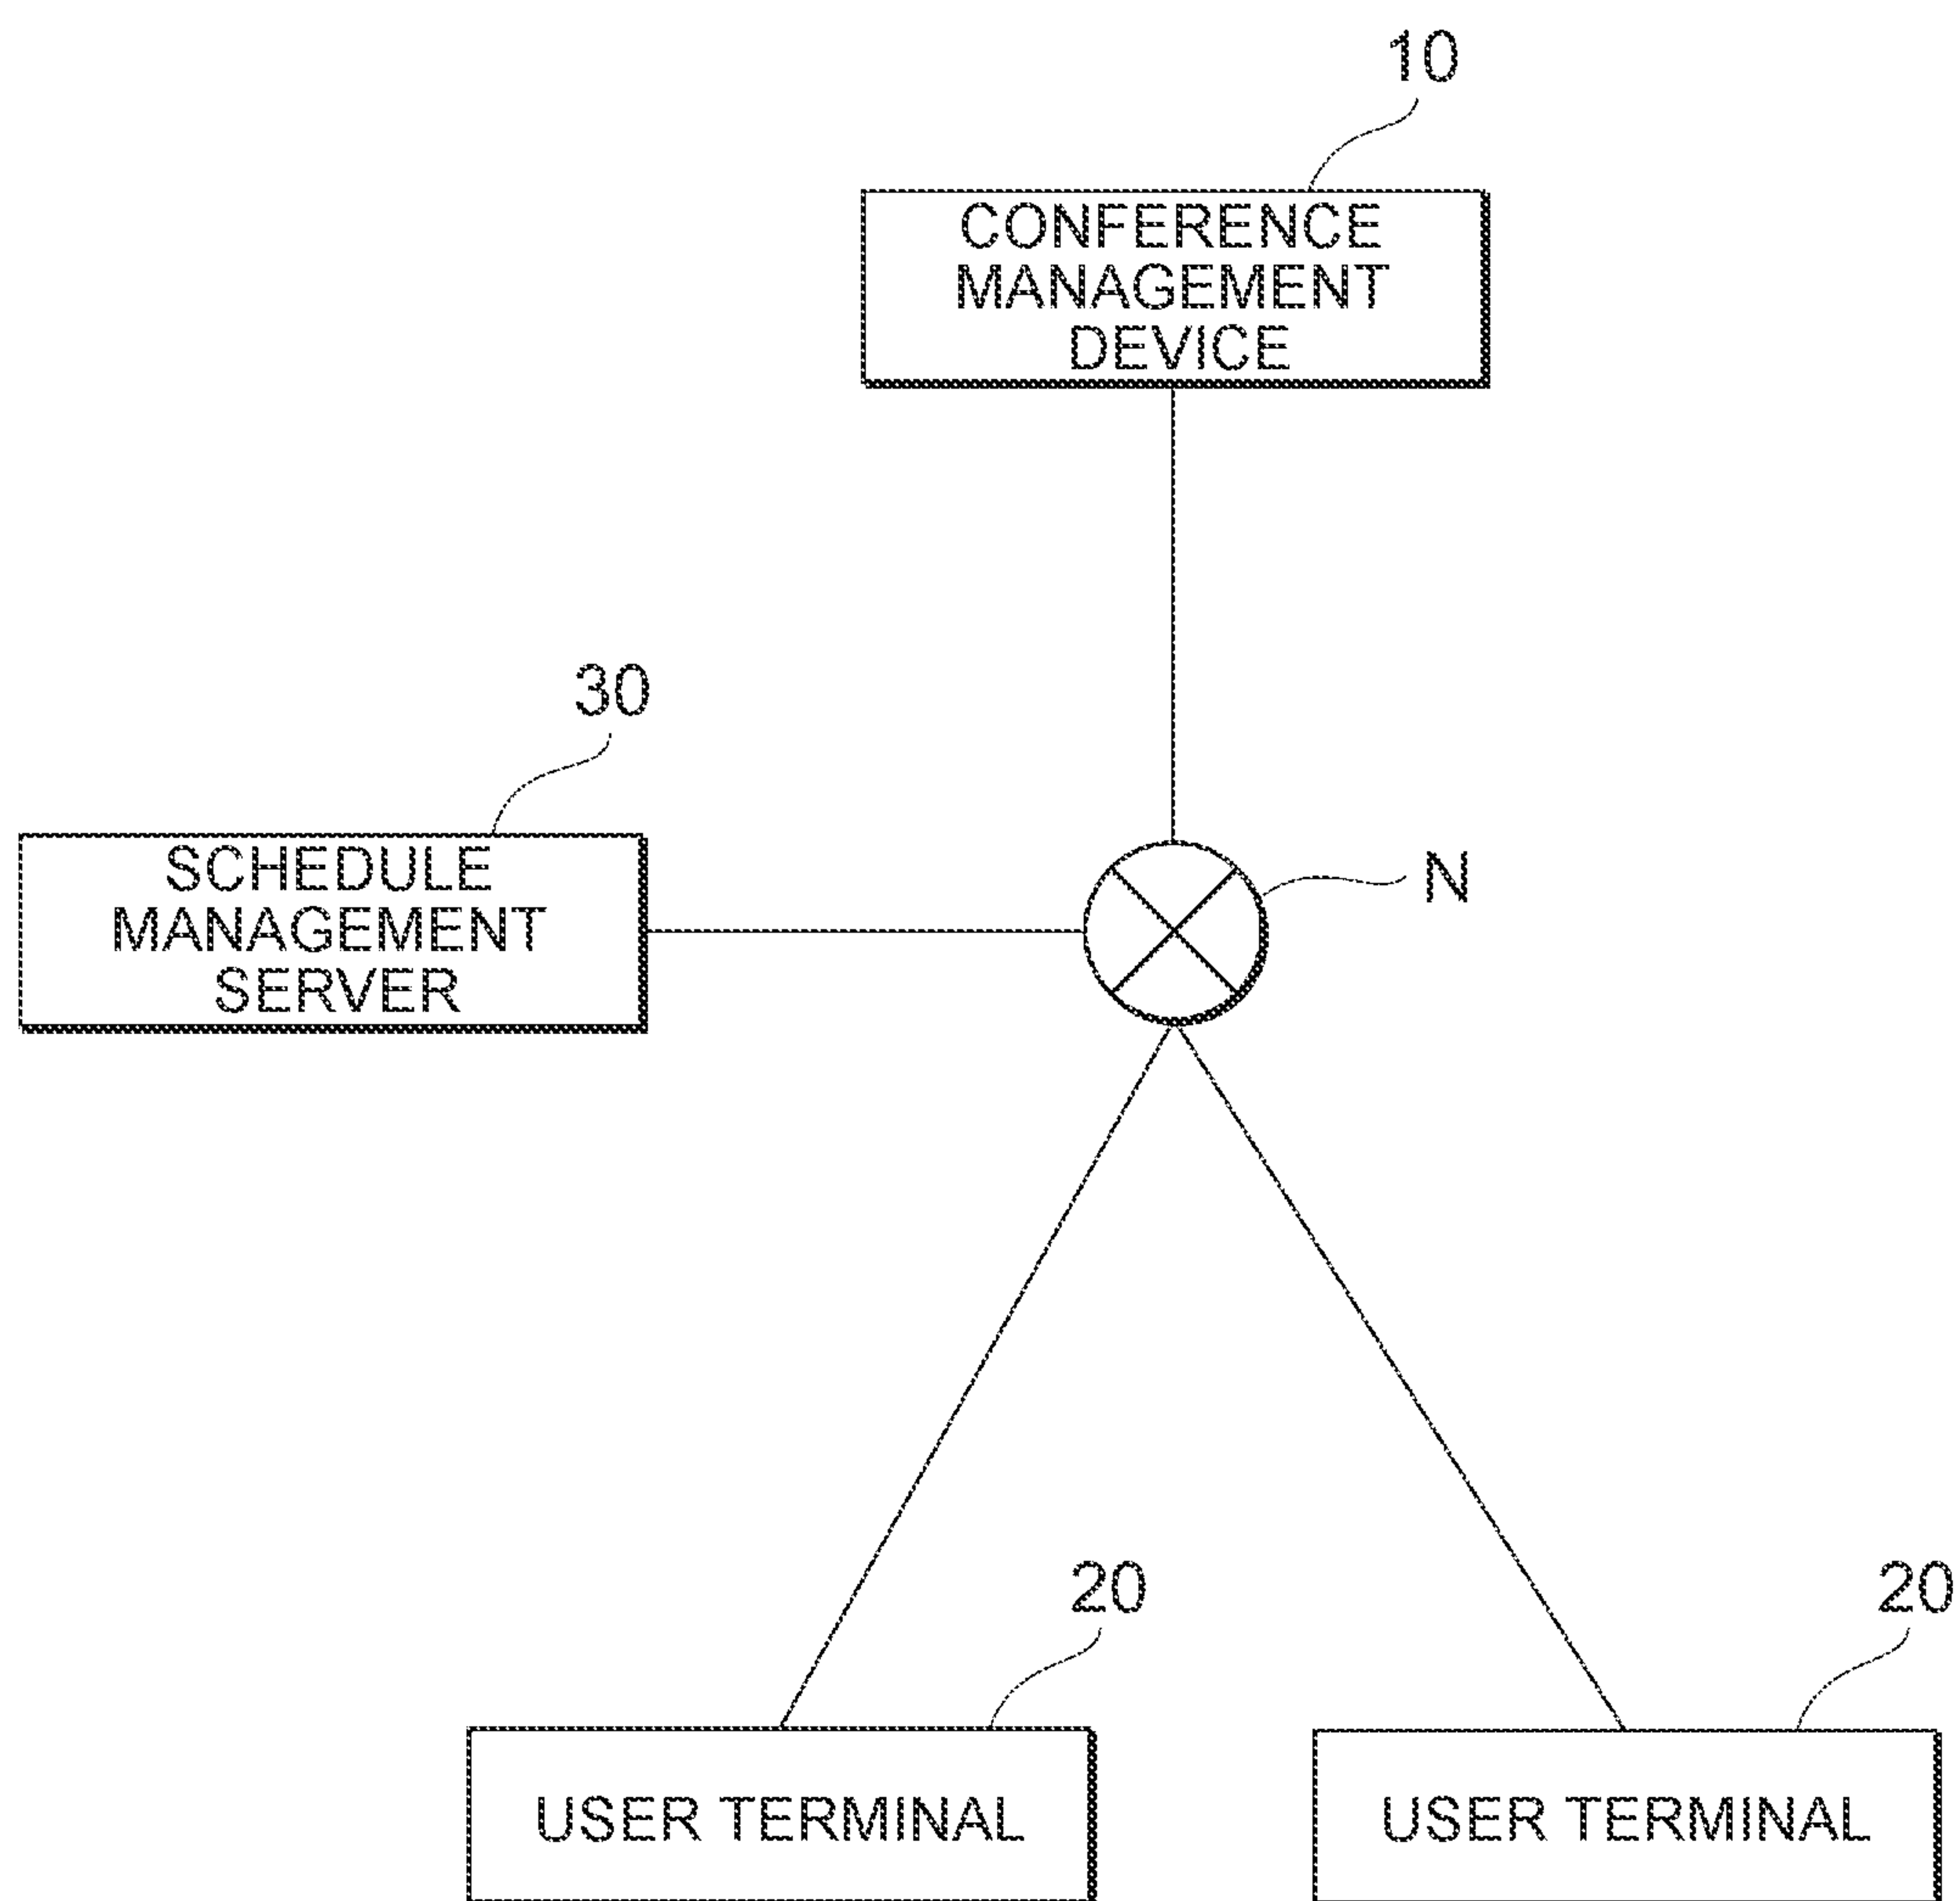 10
CONFERENCE
MANAGEMENT
DEVICE
30
SCHEDULE
MANAGEMENT
SERVER
N
20
20
USER TERMINAL
USER TERMINAL